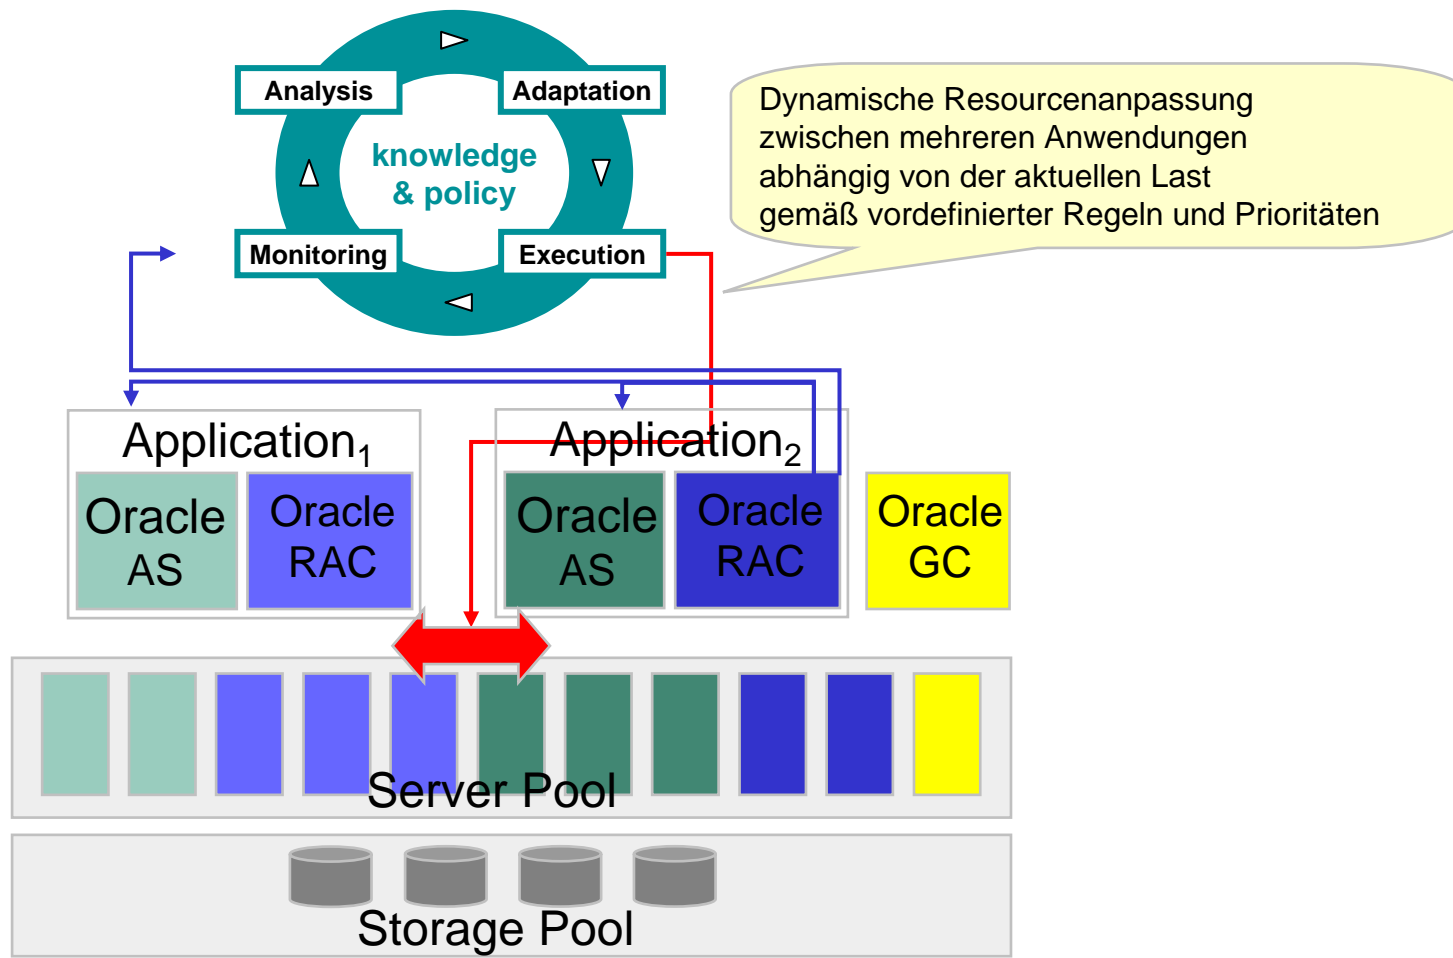 Analysis
Adaptation
knowledge
& policy
Monitoring
Execution
Dynamische Resourcenanpassung
zwischen mehreren Anwendungen
abhängig von der aktuellen Last
gemäß vordefinierter Regeln und Prioritäten
Application₁
Oracle
AS
Oracle
RAC
Application₂
Oracle
AS
Oracle
RAC
Oracle
GC
Server Pool
Storage Pool